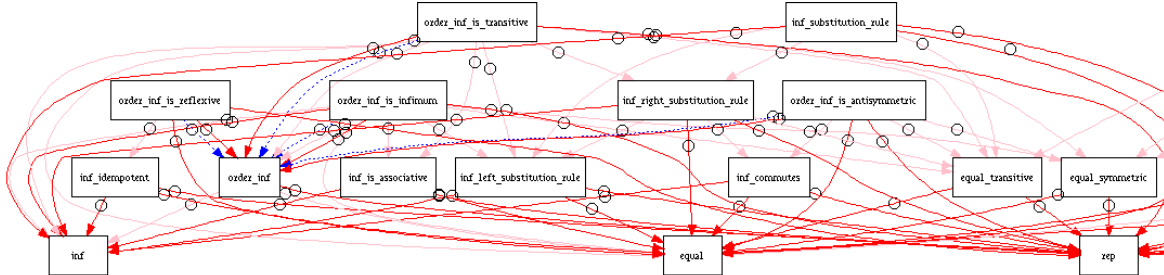 order_inf_is_transitive
inf_substitution_rule
order_inf_is_reflexive
order_inf_is_infimum
inf_right_substitution_rule
order_inf_is_antisymmetric
inf_idempotent
order_inf
inf_is_associative
inf_left_substitution_rule
inf_commutes
equal_transitive
equal_symmetric
inf
equal
rep